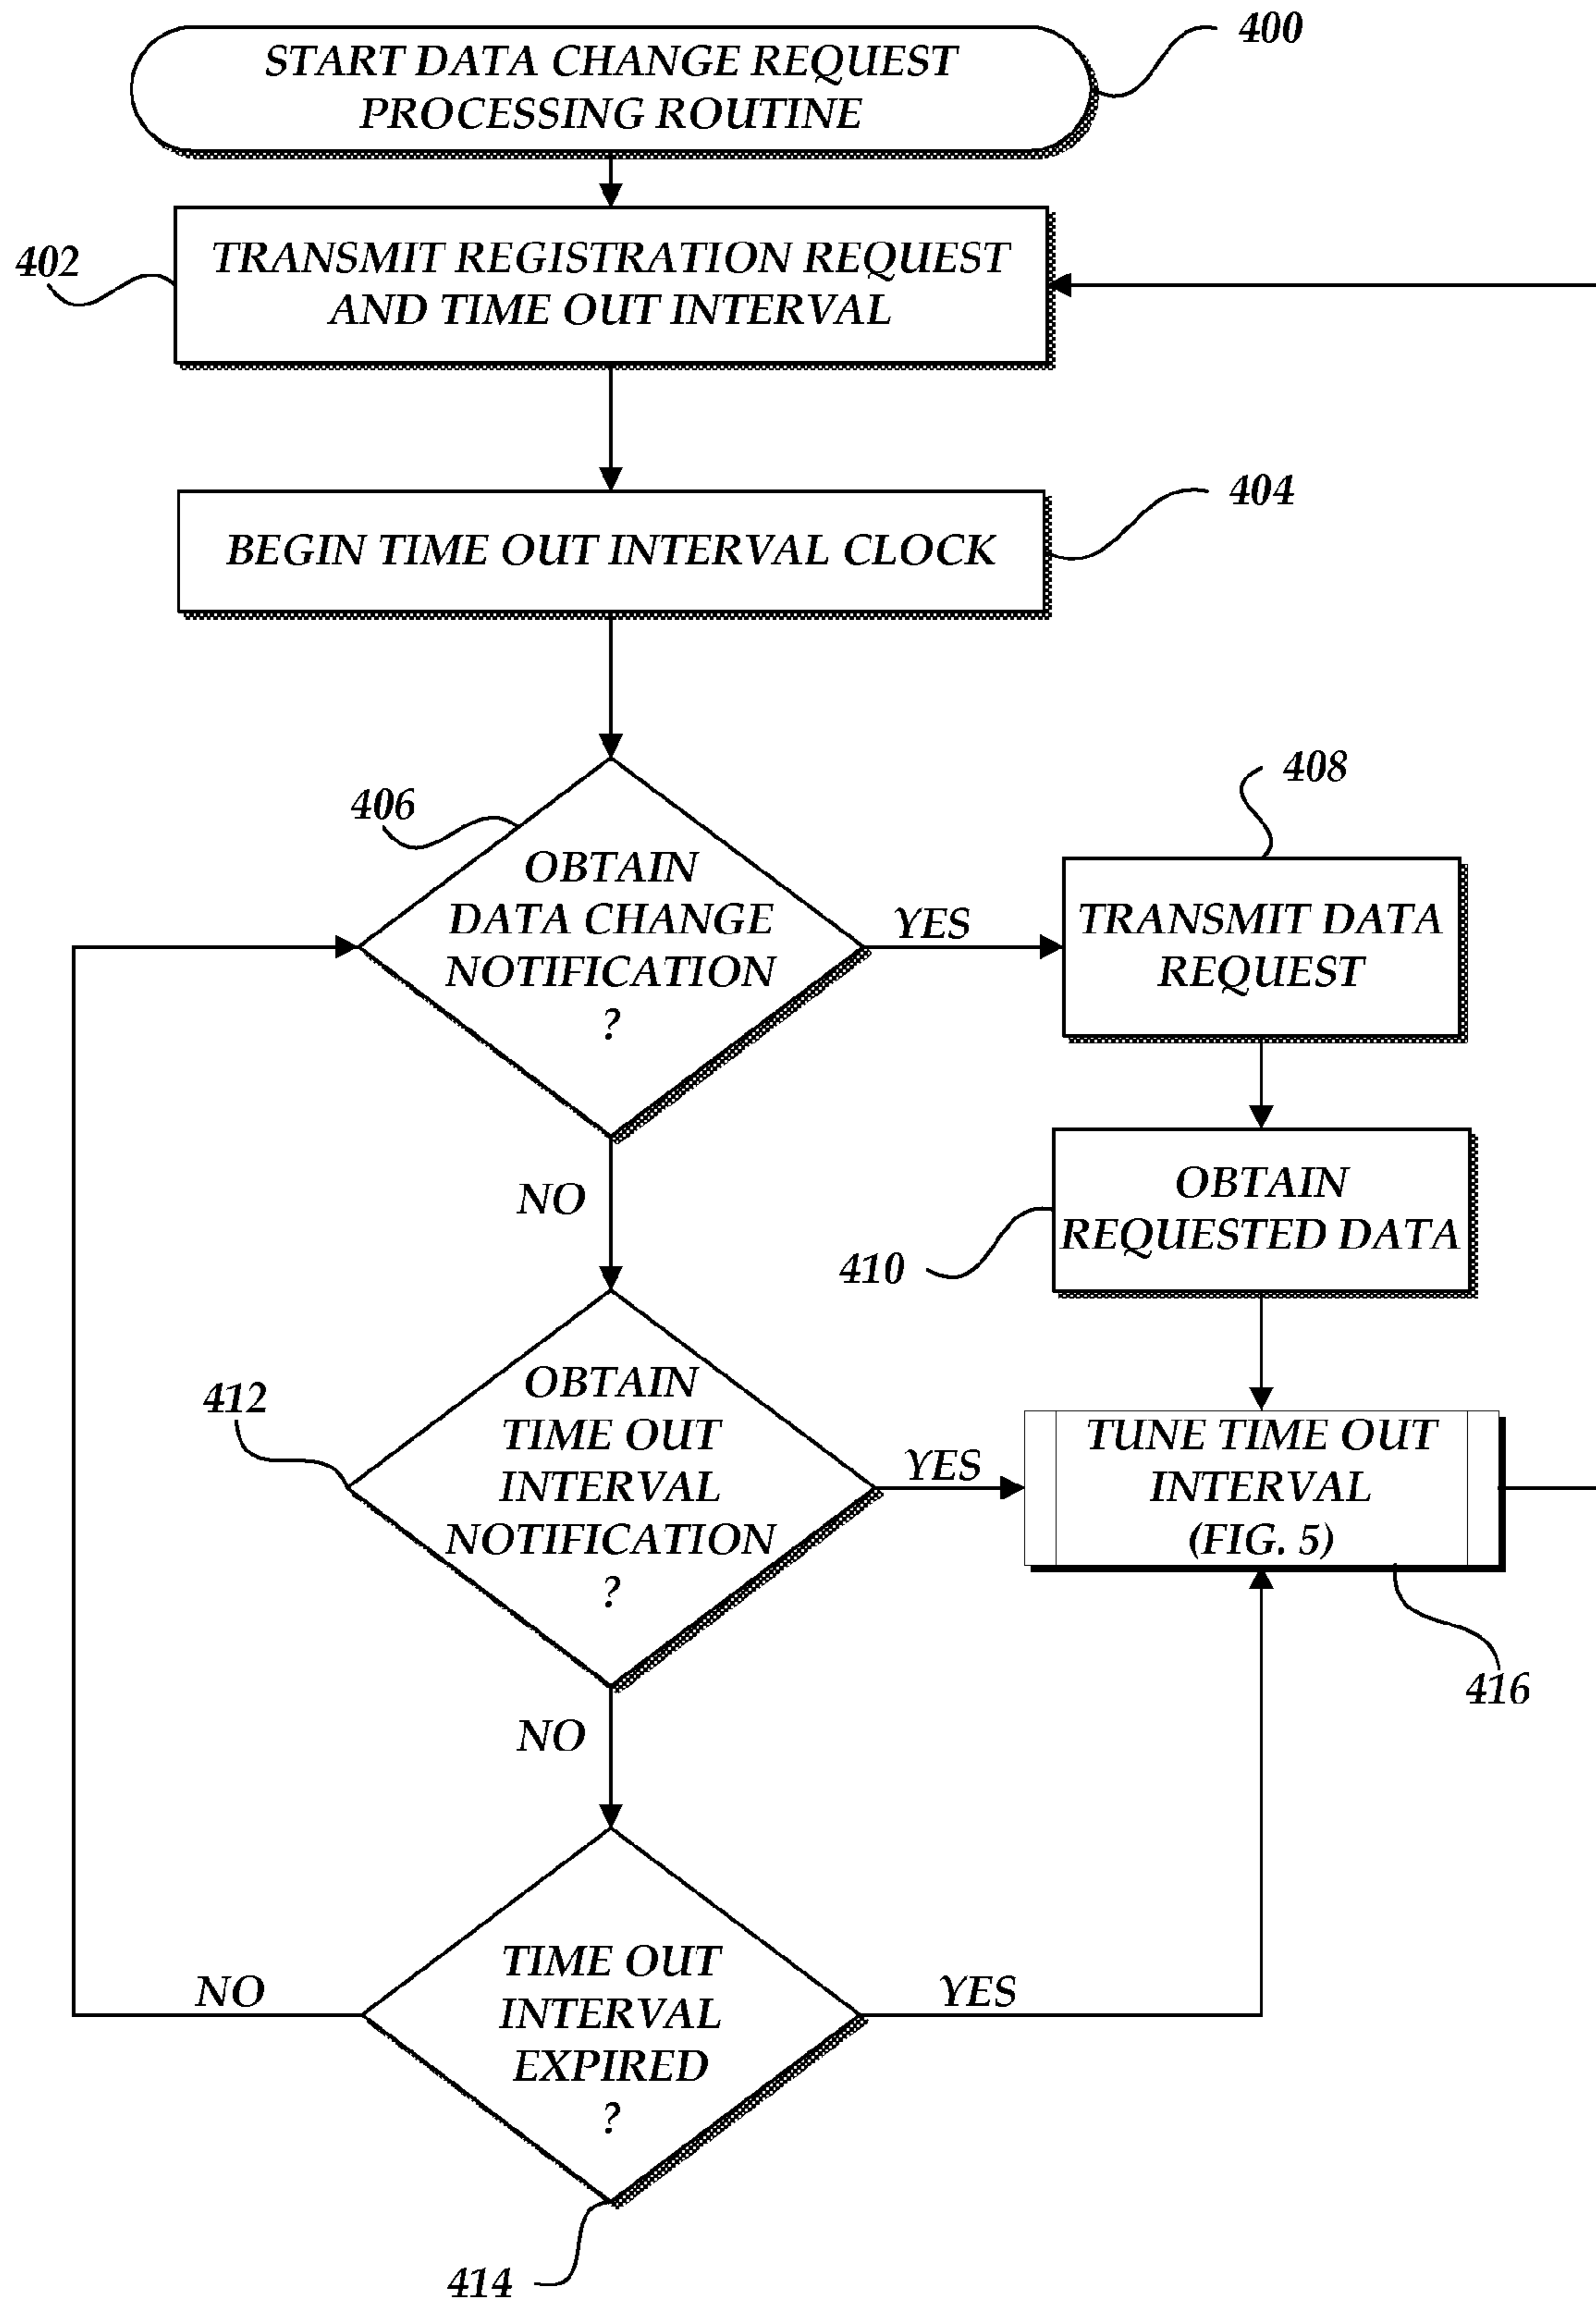 400
START DATA CHANGE REQUEST
PROCESSING ROUTINE
402
TRANSMIT REGISTRATION REQUEST
AND TIME OUT INTERVAL
404
BEGIN TIME OUT INTERVAL CLOCK
406
OBTAIN
DATA CHANGE
NOTIFICATION
?
YES
408
TRANSMIT DATA
REQUEST
NO
OBTAIN
REQUESTED DATA
410
412
OBTAIN
TIME OUT
INTERVAL
NOTIFICATION
?
YES
TUNE TIME OUT
INTERVAL
(FIG. 5)
416
NO
TIME OUT
INTERVAL
EXPIRED
?
NO
YES
414